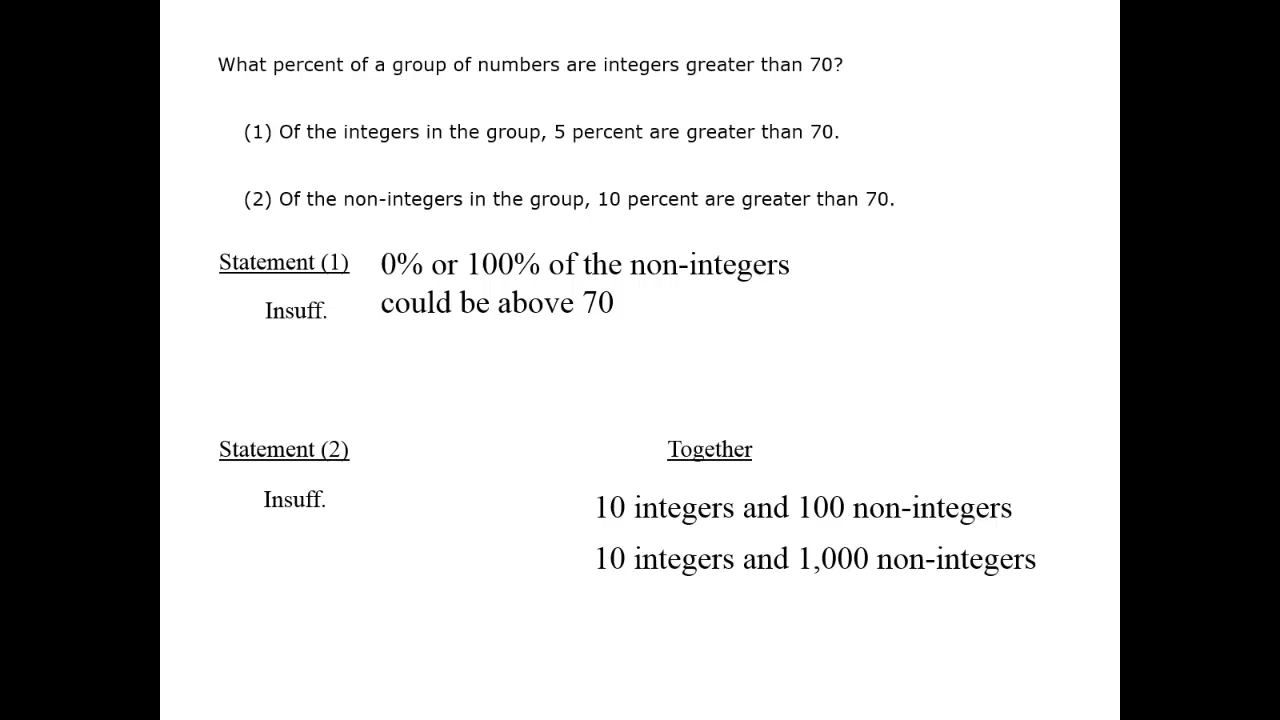 What percent of a group of numbers are integers greater than 70?
(1) Of the integers in the group, 5 percent are greater than 70.
(2) Of the non-integers in the group, 10 percent are greater than 70.
Statement (1)
0% or 100% of the non-integers
could be above 70
Insuff.
Statement (2)
Insuff.
Together
10 integers and 100 non-integers
10 integers and 1,000 non-integers